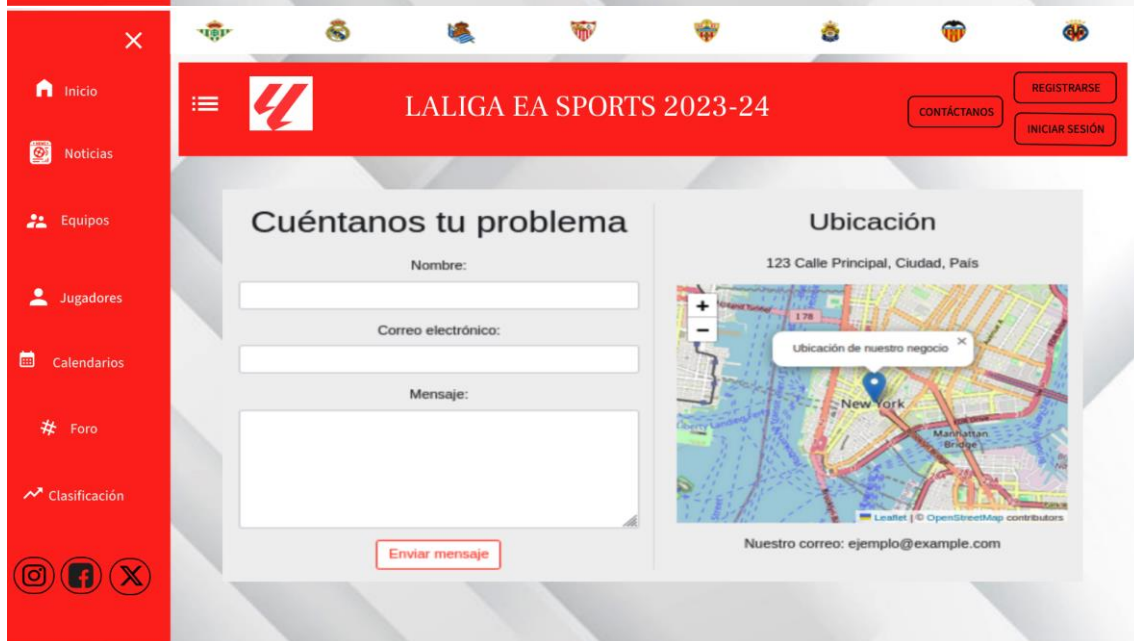 Inicio
Noticias
Equipos
Jugadores
Calendarios
Foro
Clasificación
LALIGA EA SPORTS 2023-24
CONTÁCTANOS
REGISTRARSE
INICIAR SESIÓN
Cuéntanos tu problema
Nombre:
Correo electrónico:
Mensaje:
Enviar mensaje
Ubicación
123 Calle Principal, Ciudad, País
+
−
I 78
Ubicación de nuestro negocio ×
New York
Manhattan
Bridge
Leaflet | © OpenStreetMap contributors
Nuestro correo: ejemplo@example.com